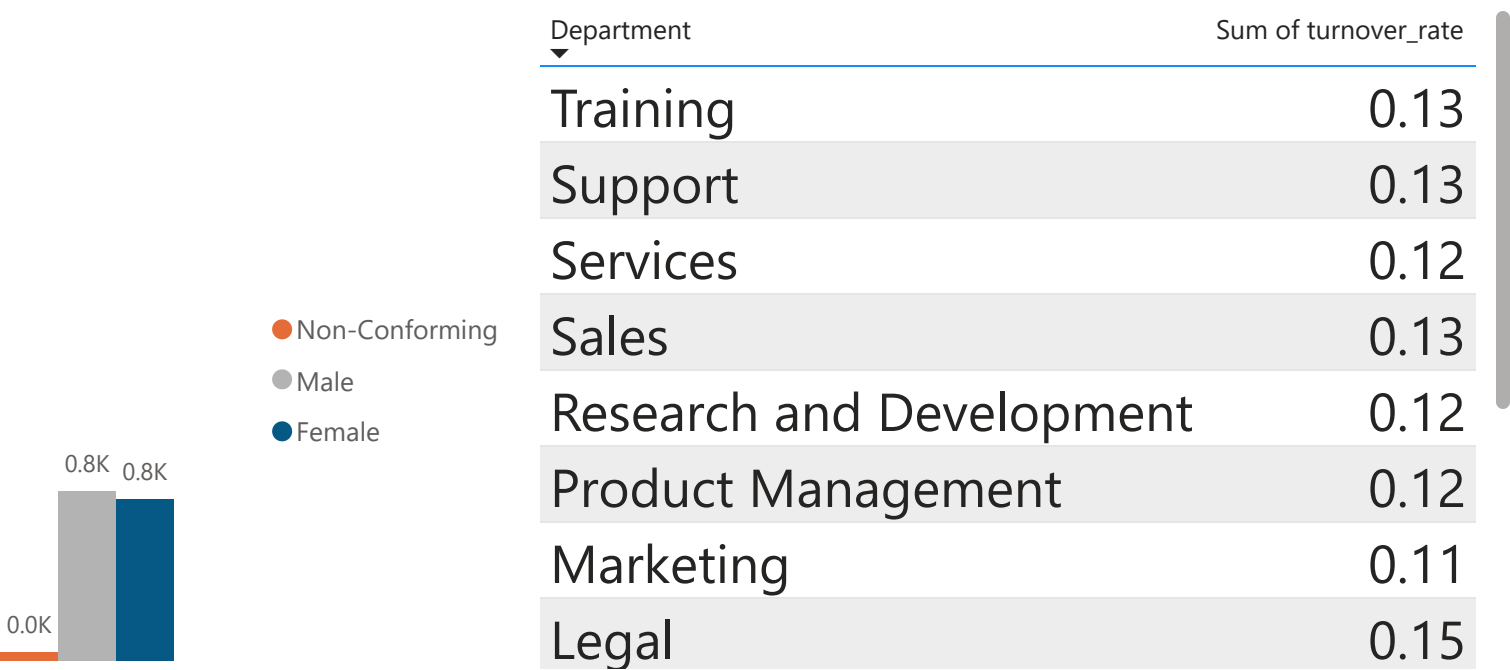 Department Sum of turnover_rate
Training 0.13
Support 0.13
Services 0.12
Sales 0.13
Research and Development 0.12
Product Management 0.12
Marketing 0.11
Legal 0.15
Non-Conforming
Male
Female
0.8K 0.8K
0.0K